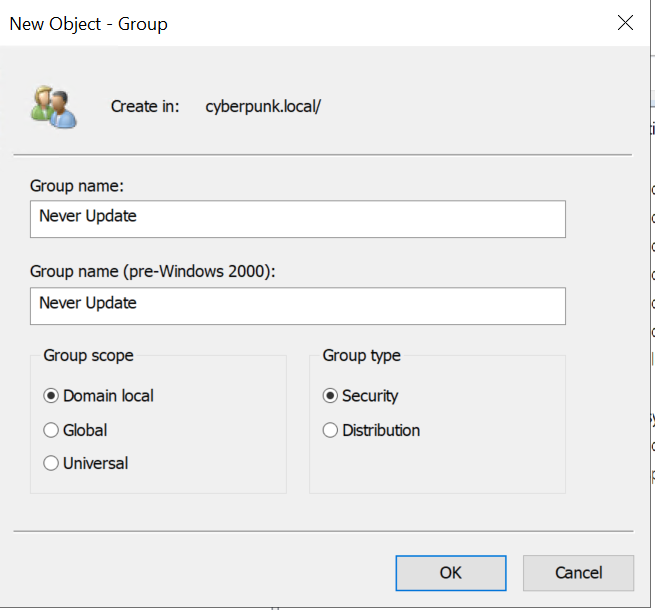 New Object - Group
Create in: cyberpunk.local/
Group name:
Never Update
Group name (pre-Windows 2000):
Never Update
Group scope
Group type
Domain local
Security
Global
Distribution
Universal
OK
Cancel